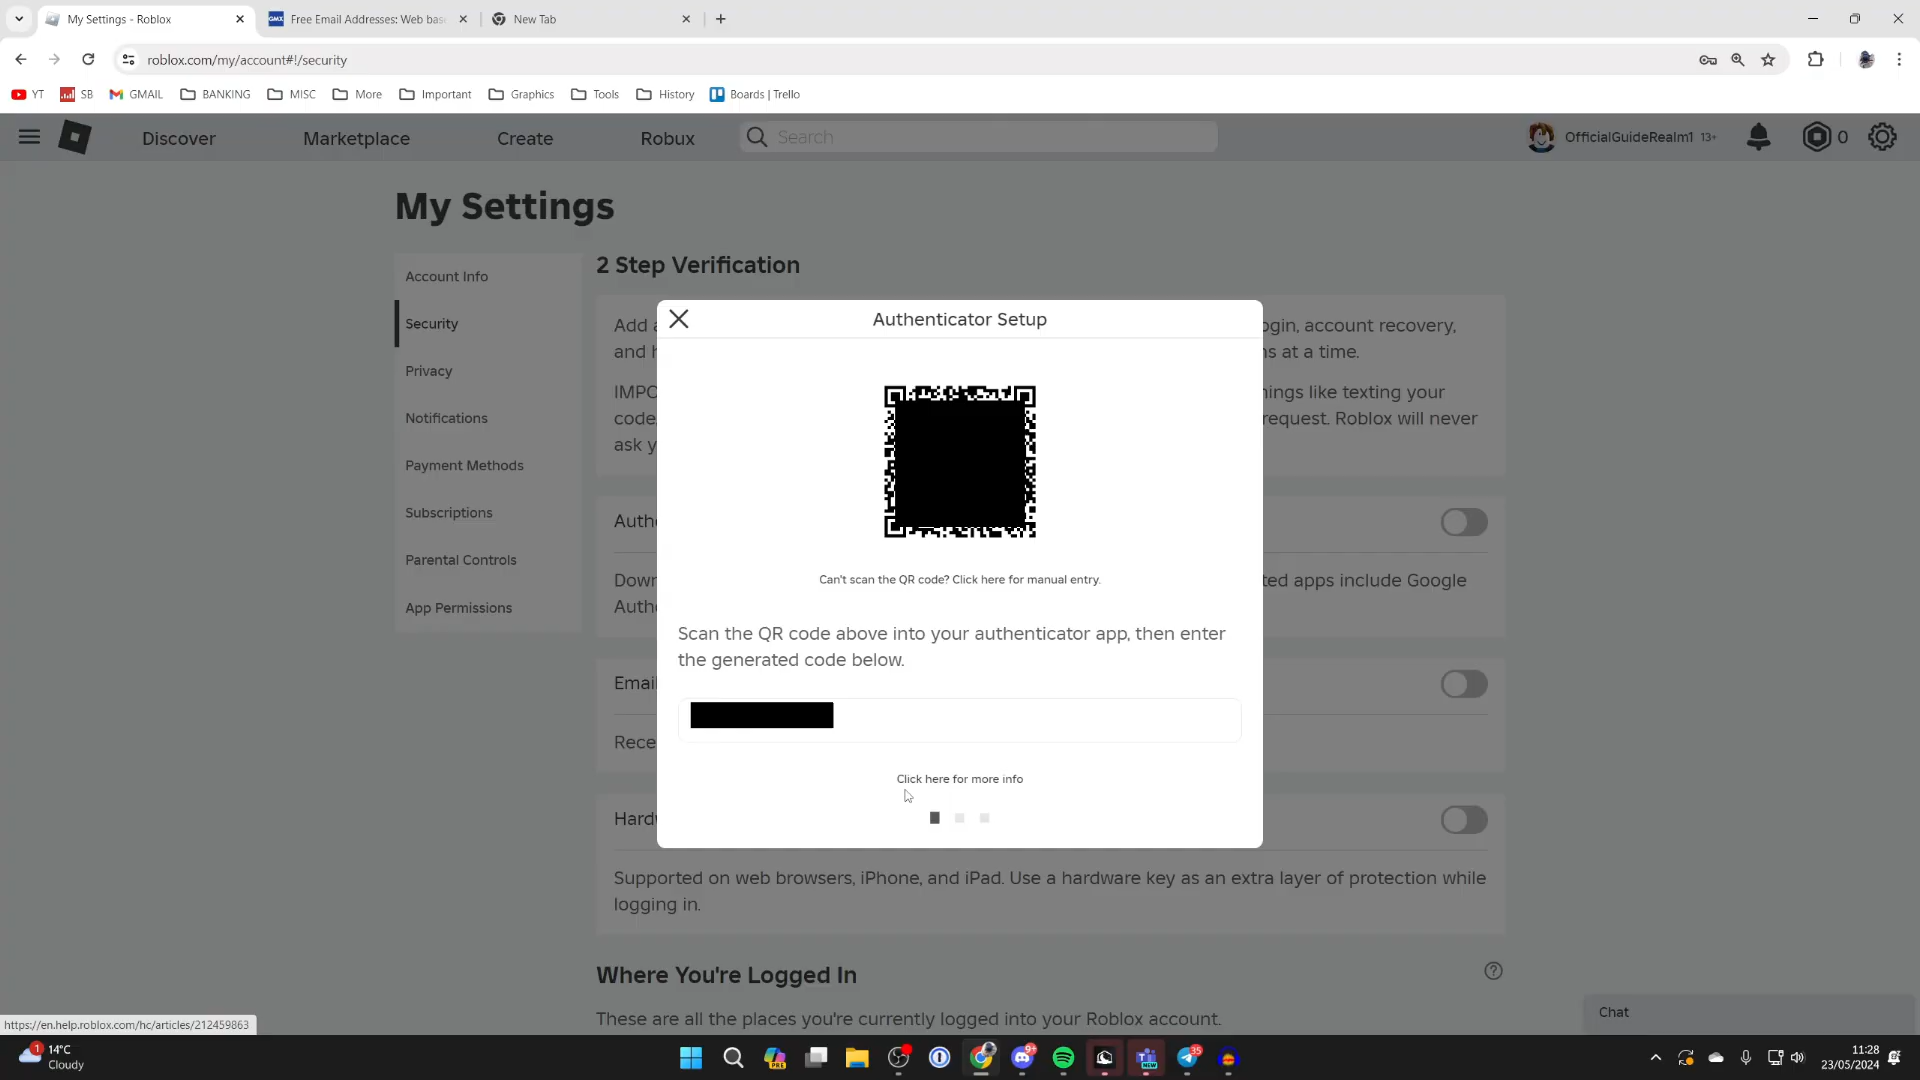 My Settings - Roblox
Free Email Addresses: Web bas
New Tab
roblox.com/my/account#!/security
YT
SB
GMAIL
BANKING
MISC
More
Important
Graphics
Tools
History
Boards | Trello
Discover
Marketplace
Create
Robux
Search
OfficialGuideRealm1 13+
0
My Settings
Account Info
Security
Privacy
Notifications
Payment Methods
Subscriptions
Parental Controls
App Permissions
2 Step Verification
Add
ogin, account recovery,
and
s at a time.
IMPO
ings like texting your
code
request. Roblox will never
ask y
Authenticator Setup
Can't scan the QR code? Click here for manual entry.
Scan the QR code above into your authenticator app, then enter
the generated code below.
Click here for more info
Auth
Down
ted apps include Google
Auth
Email
Rece
Hard
Supported on web browsers, iPhone, and iPad. Use a hardware key as an extra layer of protection while
logging in.
Where You're Logged In
These are all the places you're currently logged into your Roblox account.
Chat
https://en.help.roblox.com/hc/articles/212459863
1
14°C
Cloudy
PRE
9+
NEW
35
11:28
23/05/2024